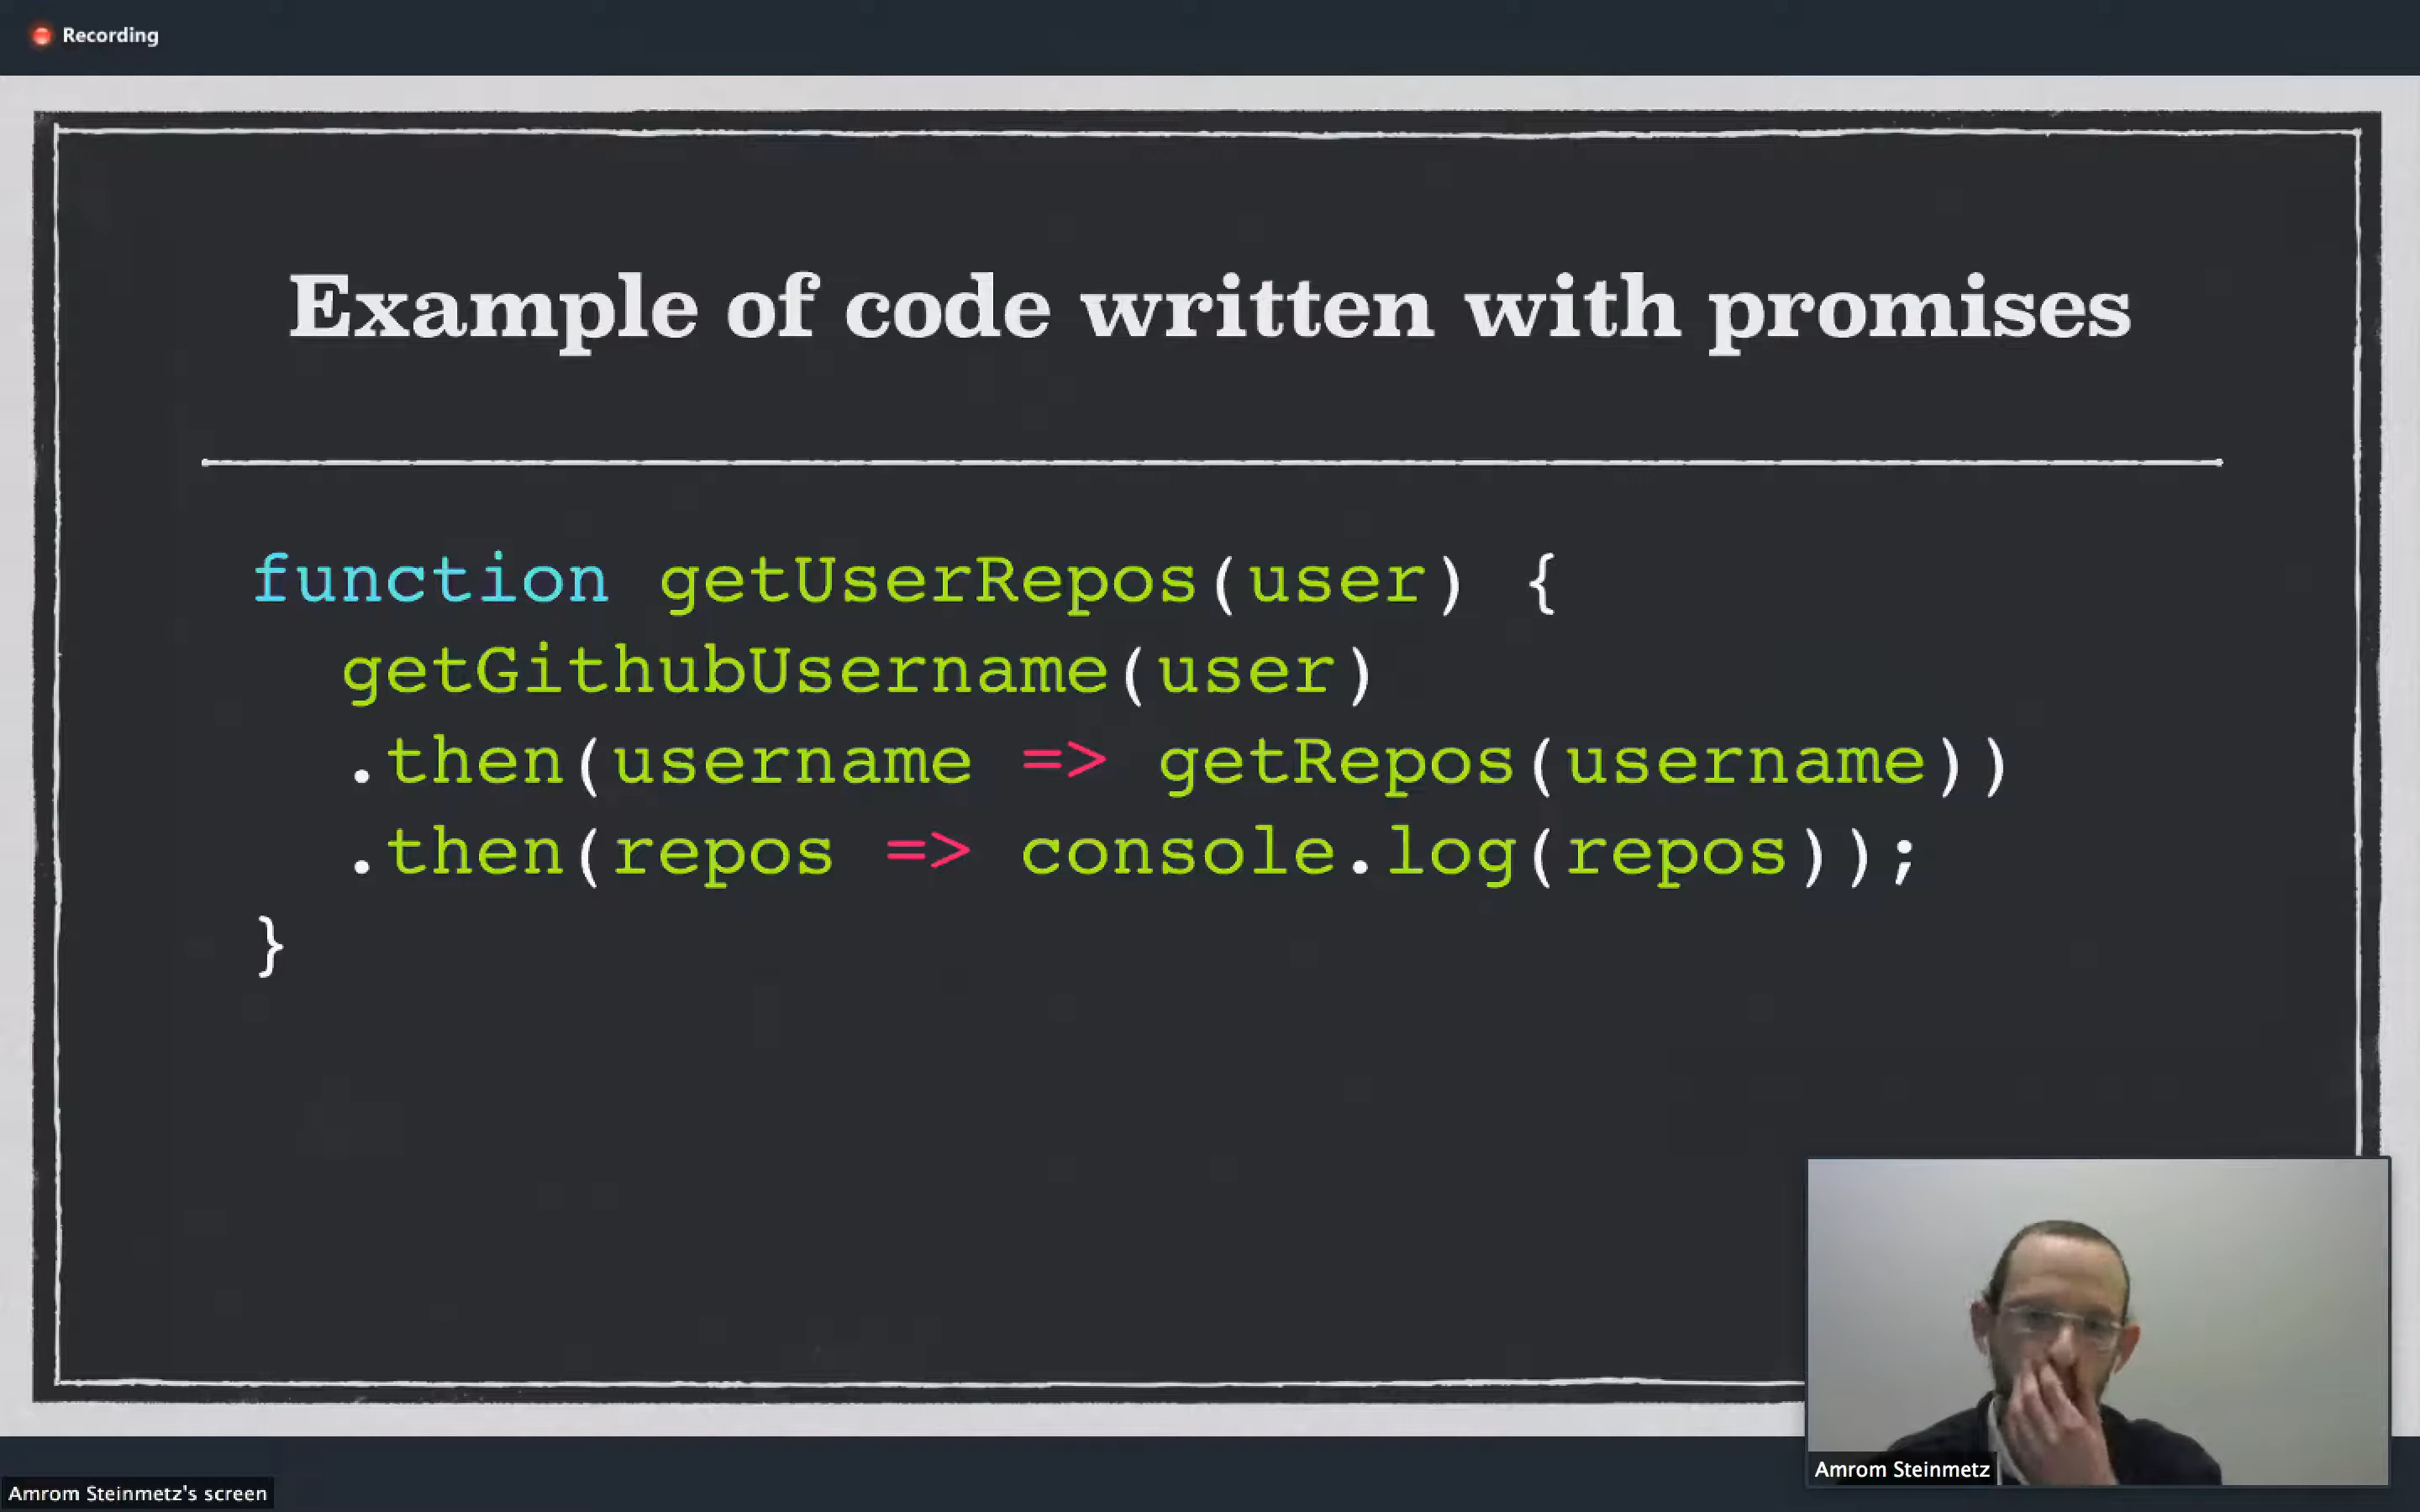 Recording
Example of code written with promises
function getUserRepos(user) {
  getGithubUsername(user)
  .then(username => getRepos(username))
  .then(repos => console.log(repos));
}
Amrom Steinmetz
Amrom Steinmetz's screen